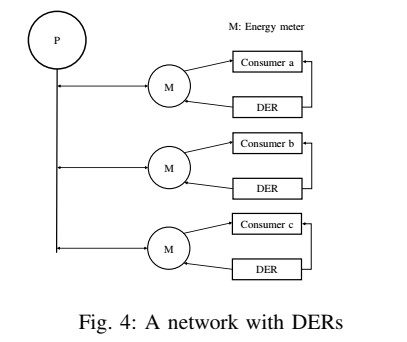 P
M: Energy meter
Consumer a
M
DER
Consumer b
M
DER
Consumer c
M
DER
Fig. 4: A network with DERs